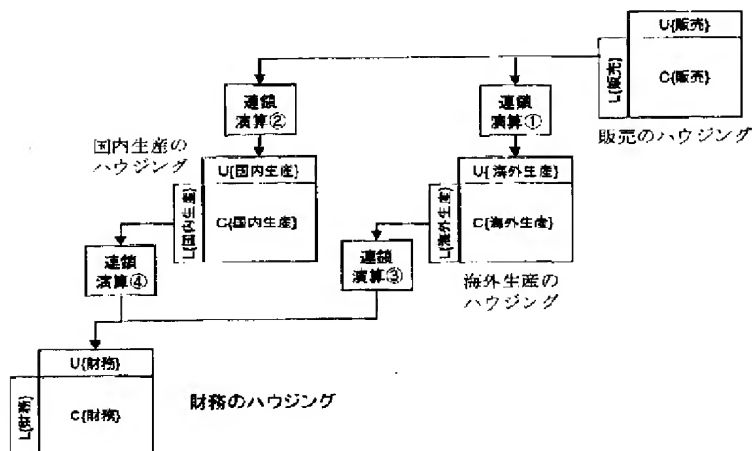 U{販売}
L{販売}
C{販売}
販売のハウジング
連鎖
演算②
連鎖
演算①
国内生産の
ハウジング
U{国内生産}
L{国内生産}
C{国内生産}
U{海外生産}
L{海外生産}
C{海外生産}
連鎖
演算④
連鎖
演算③
海外生産の
ハウジング
U{財務}
L{財務}
C{財務}
財務のハウジング